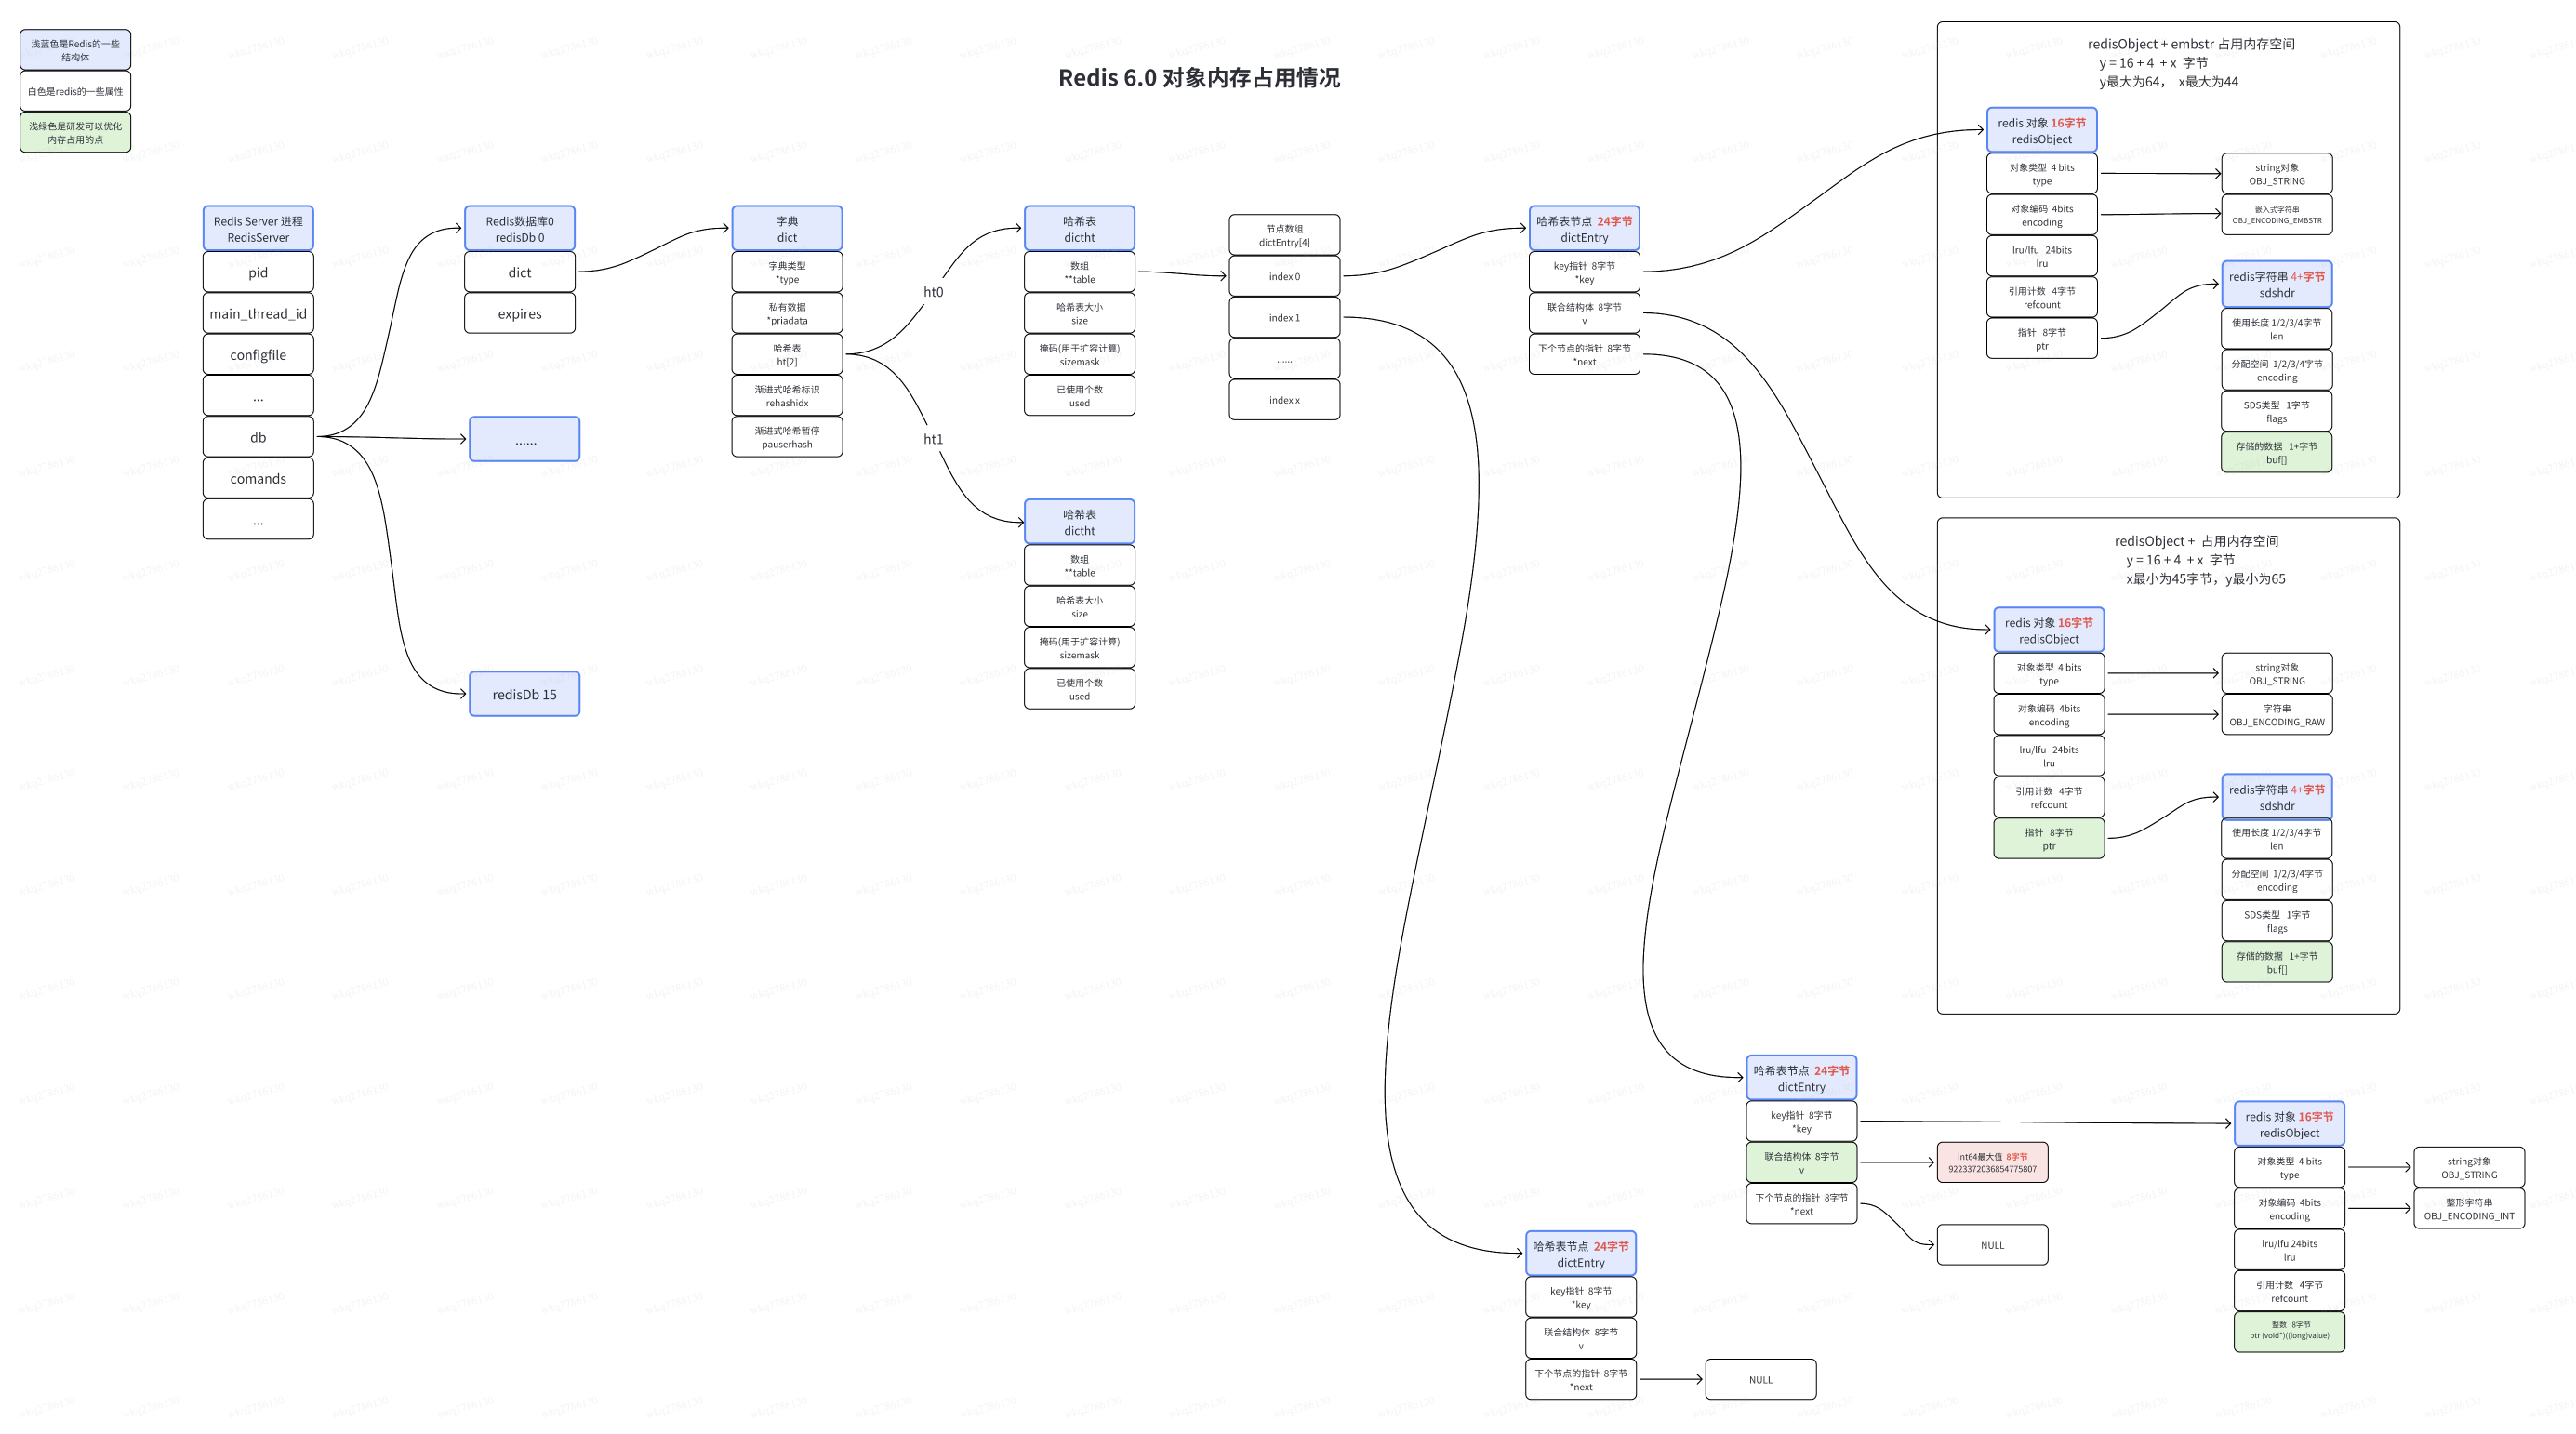 浅蓝色是Redis的一些
结构体
白色是redis的一些属性
浅绿色是研发可以优化
内存占用的点
Redis 6.0 对象内存占用情况
Redis Server 进程
RedisServer
pid
main_thread_id
configfile
...
db
comands
...
Redis数据库0
redisDb 0
dict
expires
......
redisDb 15
字典
dict
字典类型
*type
私有数据
*priadata
哈希表
ht[2]
渐进式哈希标识
rehashidx
渐进式哈希暂停
pauserhash
ht0
ht1
哈希表
dictht
数组
**table
哈希表大小
size
掩码(用于扩容计算)
sizemask
已使用个数
used
哈希表
dictht
数组
**table
哈希表大小
size
掩码(用于扩容计算)
sizemask
已使用个数
used
节点数组
dictEntry[4]
index 0
index 1
......
index x
哈希表节点 24字节
dictEntry
key指针 8字节
*key
联合结构体 8字节
v
下个节点的指针 8字节
*next
redisObject + embstr 占用内存空间
y = 16 + 4 + x 字节
y最大为64， x最大为44
redis 对象 16字节
redisObject
对象类型 4 bits
type
对象编码 4bits
encoding
lru/lfu 24bits
lru
引用计数 4字节
refcount
指针 8字节
ptr
string对象
OBJ_STRING
嵌入式字符串
OBJ_ENCODING_EMBSTR
redis字符串 4+字节
sdshdr
使用长度 1/2/3/4字节
len
分配空间 1/2/3/4字节
encoding
SDS类型 1字节
flags
存储的数据 1+字节
buf[]
redisObject + 占用内存空间
y = 16 + 4 + x 字节
x最小为45字节，y最小为65
redis 对象 16字节
redisObject
对象类型 4 bits
type
对象编码 4bits
encoding
lru/lfu 24bits
lru
引用计数 4字节
refcount
指针 8字节
ptr
string对象
OBJ_STRING
字符串
OBJ_ENCODING_RAW
redis字符串 4+字节
sdshdr
使用长度 1/2/3/4字节
len
分配空间 1/2/3/4字节
encoding
SDS类型 1字节
flags
存储的数据 1+字节
buf[]
哈希表节点 24字节
dictEntry
key指针 8字节
*key
联合结构体 8字节
v
下个节点的指针 8字节
*next
int64最大值 8字节
9223372036854775807
NULL
redis 对象 16字节
redisObject
对象类型 4 bits
type
对象编码 4bits
encoding
lru/lfu 24bits
lru
引用计数 4字节
refcount
整数 8字节
ptr (void*)((long)value)
string对象
OBJ_STRING
整形字符串
OBJ_ENCODING_INT
哈希表节点 24字节
dictEntry
key指针 8字节
*key
联合结构体 8字节
v
下个节点的指针 8字节
*next
NULL
wkq2786130